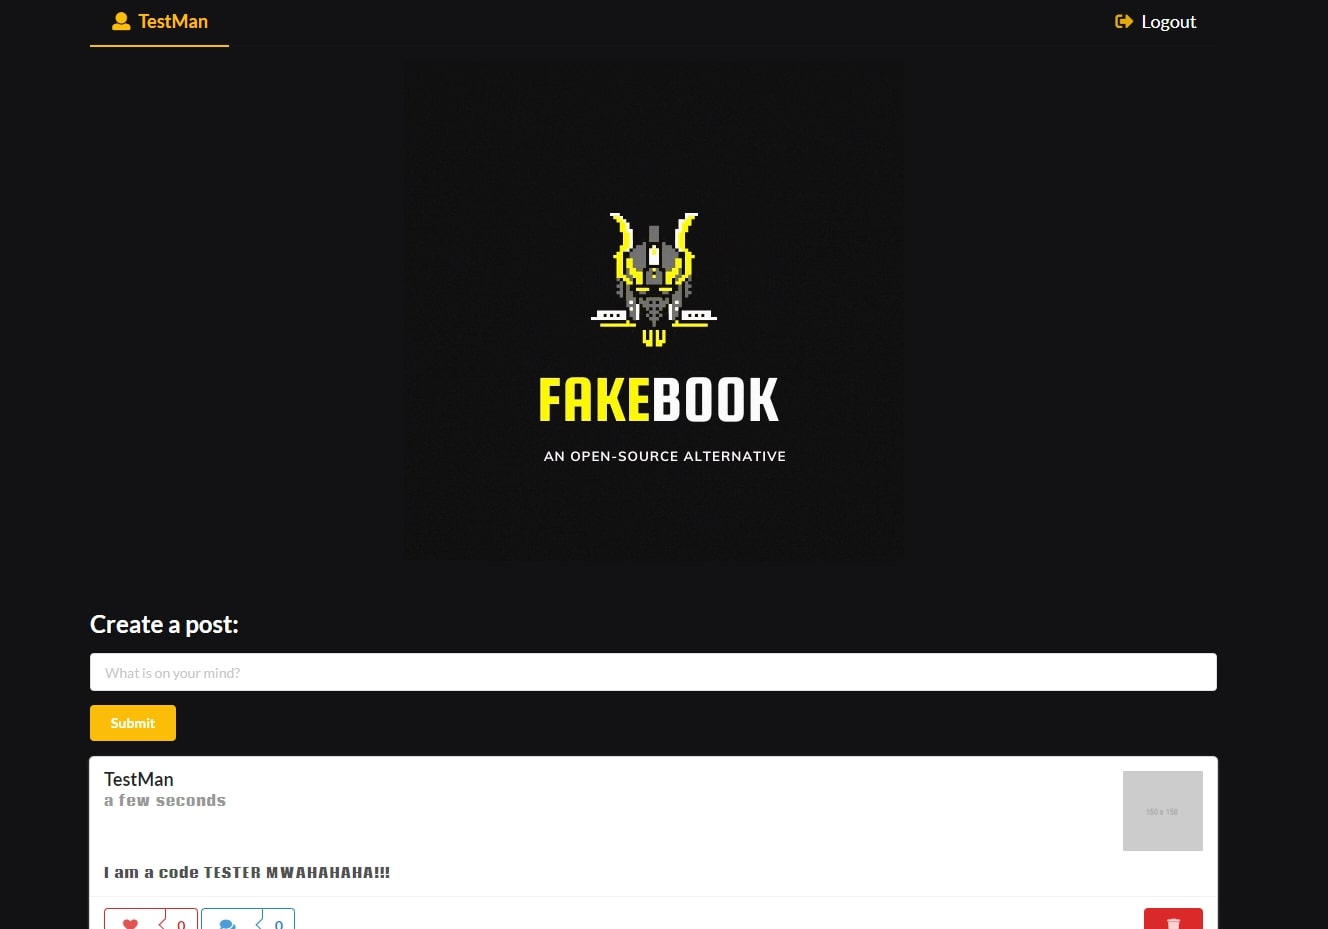 TestMan
Logout
FAKEBOOK
AN OPEN-SOURCE ALTERNATIVE
Create a post:
What is on your mind?
Submit
TestMan
a few seconds
150 x 150
I am a code TESTER MWAHAHAHA!!!
0 0